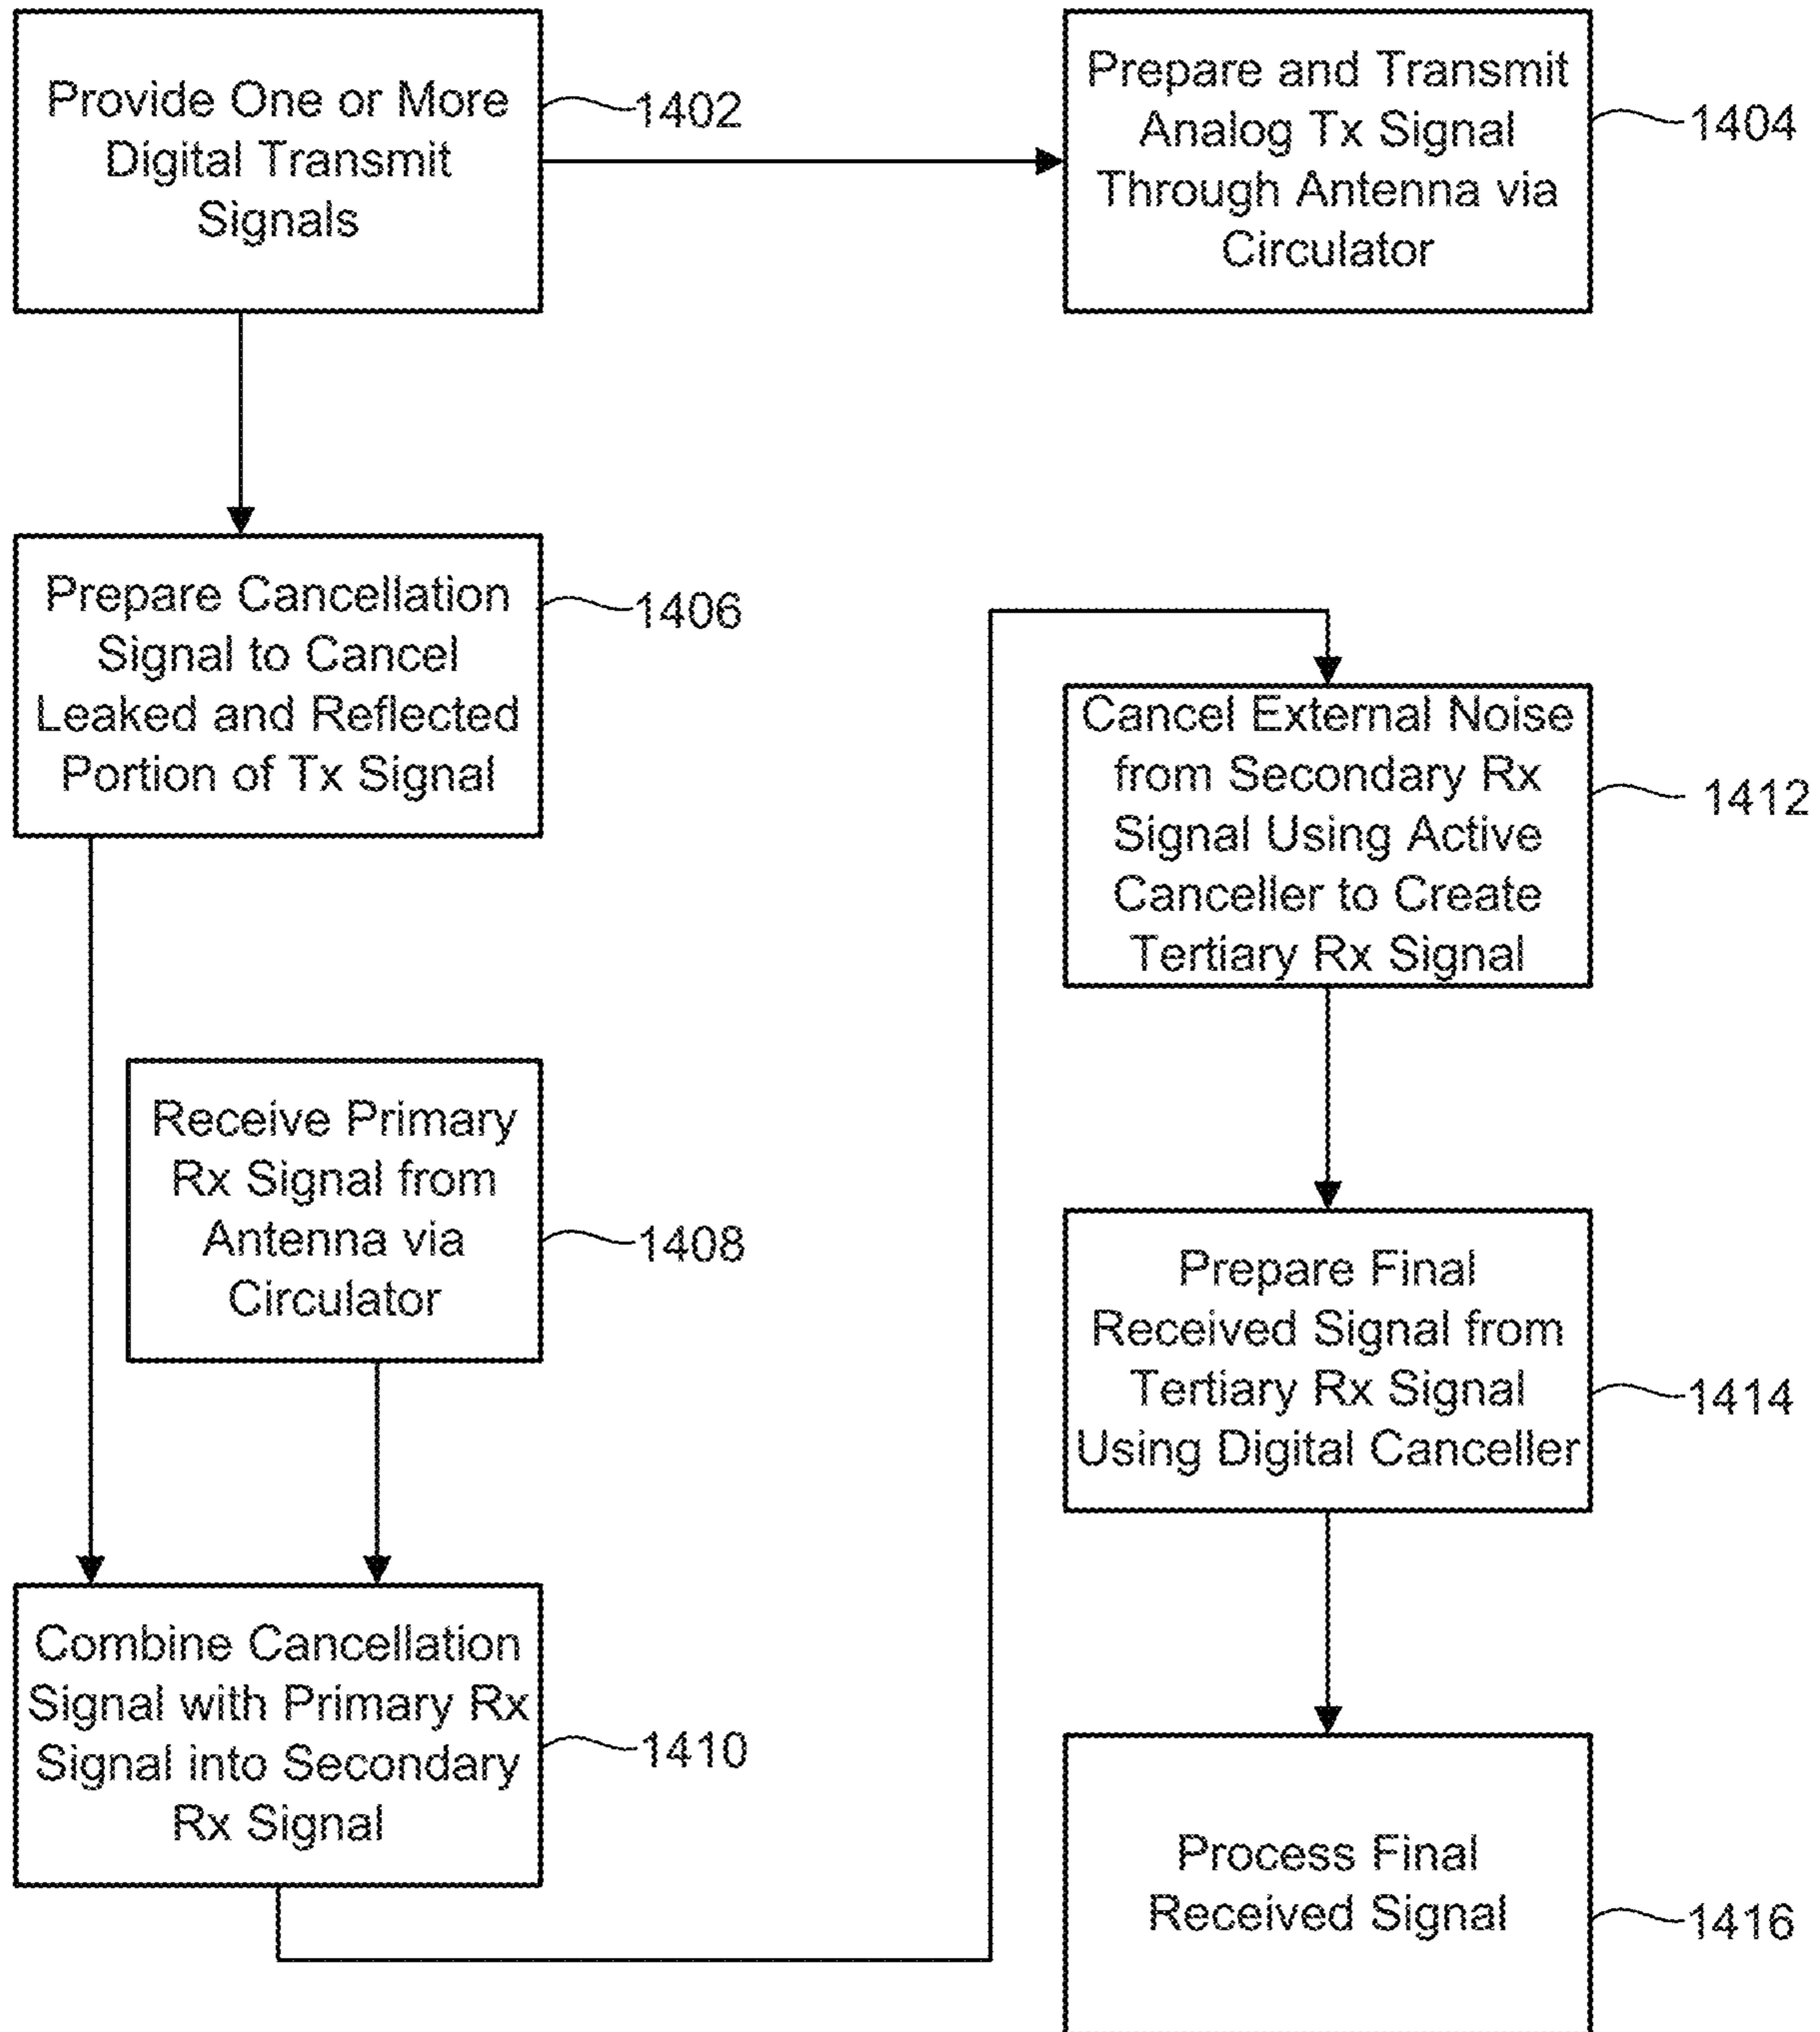 Provide One or More
Digital Transmit
Signals
1402
Prepare and Transmit
Analog Tx Signal
Through Antenna via
Circulator
1404
Prepare Cancellation
Signal to Cancel
Leaked and Reflected
Portion of Tx Signal
1406
Receive Primary
Rx Signal from
Antenna via
Circulator
1408
Combine Cancellation
Signal with Primary Rx
Signal into Secondary
Rx Signal
1410
Cancel External Noise
from Secondary Rx
Signal Using Active
Canceller to Create
Tertiary Rx Signal
1412
Prepare Final
Received Signal from
Tertiary Rx Signal
Using Digital Canceller
1414
Process Final
Received Signal
1416